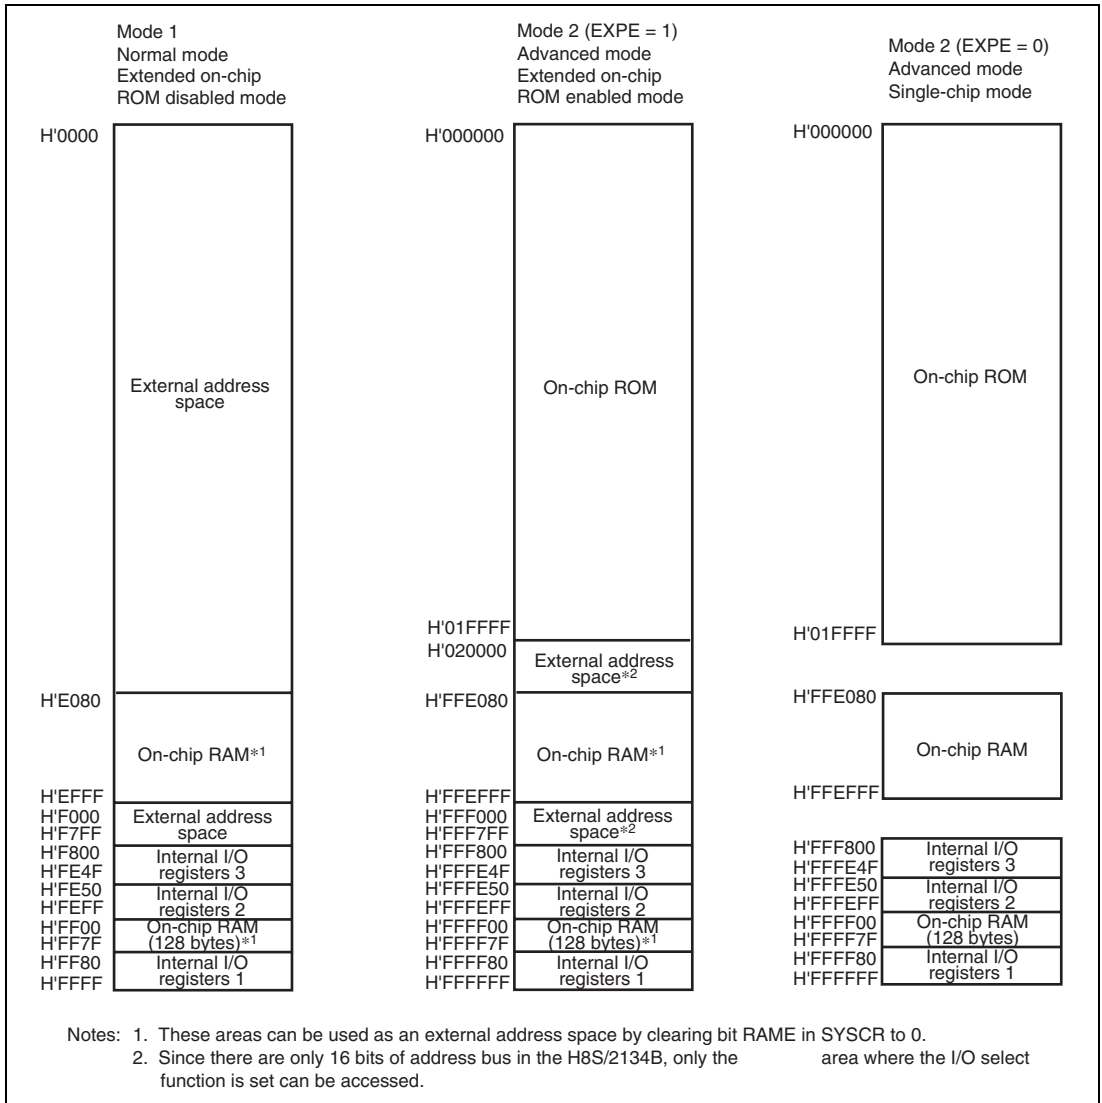 Mode 1
Normal mode
Extended on-chip
ROM disabled mode
H'0000
External address
space
H'E080
On-chip RAM*1
H'EFFF
H'F000
External address
space
H'F7FF
H'F800
Internal I/O
registers 3
H'FE4F
H'FE50
Internal I/O
registers 2
H'FEFF
H'FF00
On-chip RAM
(128 bytes)*1
H'FF7F
H'FF80
Internal I/O
registers 1
H'FFFF
Mode 2 (EXPE = 1)
Advanced mode
Extended on-chip
ROM enabled mode
H'000000
On-chip ROM
H'01FFFF
H'020000
External address
space*2
H'FFE080
On-chip RAM*1
H'FFEFFF
H'FFF000
External address
space*2
H'FFF7FF
H'FFF800
Internal I/O
registers 3
H'FFFE4F
H'FFFE50
Internal I/O
registers 2
H'FFFEFF
H'FFFF00
On-chip RAM
(128 bytes)*1
H'FFFF7F
H'FFFF80
Internal I/O
registers 1
H'FFFFFF
Mode 2 (EXPE = 0)
Advanced mode
Single-chip mode
H'000000
On-chip ROM
H'01FFFF
H'FFE080
On-chip RAM
H'FFEFFF
H'FFF800
Internal I/O
registers 3
H'FFFE4F
H'FFFE50
Internal I/O
registers 2
H'FFFEFF
H'FFFF00
On-chip RAM
(128 bytes)
H'FFFF7F
H'FFFF80
Internal I/O
registers 1
H'FFFFFF
Notes: 1. These areas can be used as an external address space by clearing bit RAME in SYSCR to 0.
2. Since there are only 16 bits of address bus in the H8S/2134B, only the area where the I/O select
function is set can be accessed.